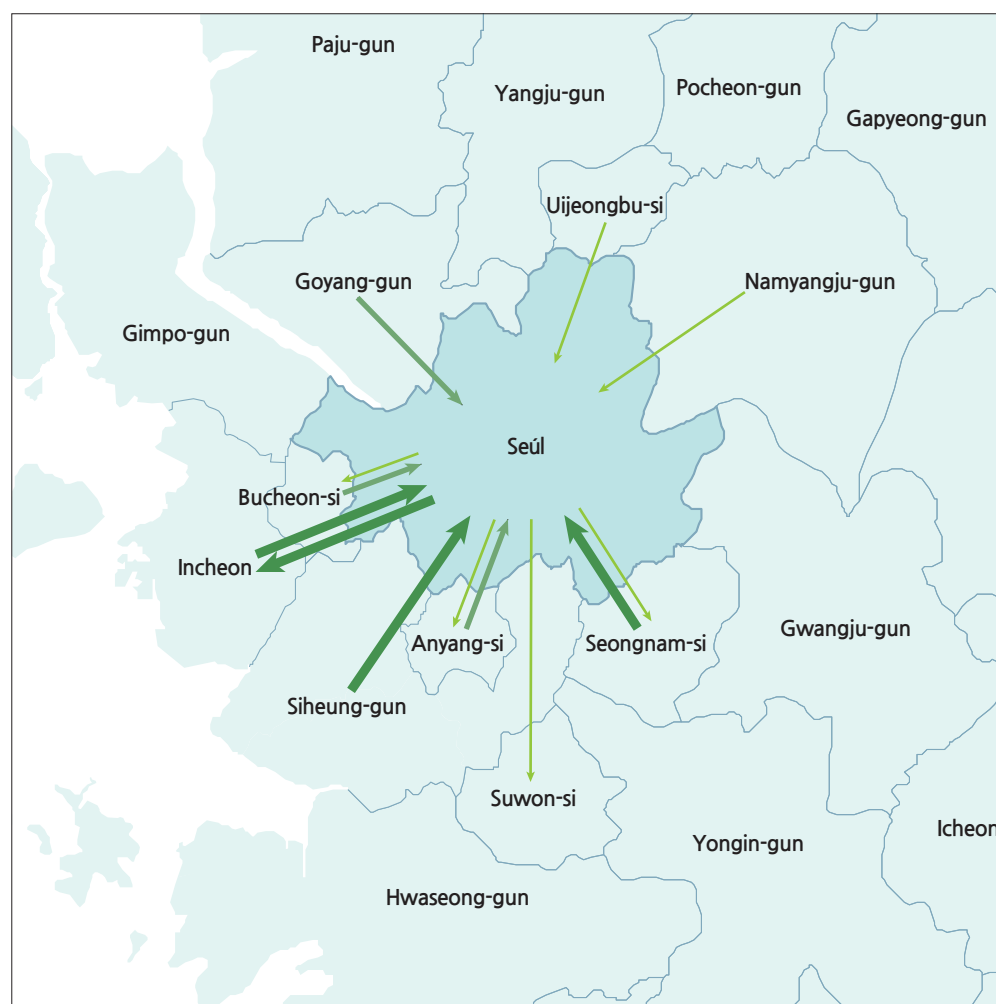 Paju-gun
Yangju-gun
Pocheon-gun
Gapyeong-gun
Uijeongbu-si
Goyang-gun
Namyangju-gun
Gimpo-gun
Seúl
Bucheon-si
Incheon
Anyang-si
Seongnam-si
Gwangju-gun
Siheung-gun
Suwon-si
Icheon
Yongin-gun
Hwaseong-gun